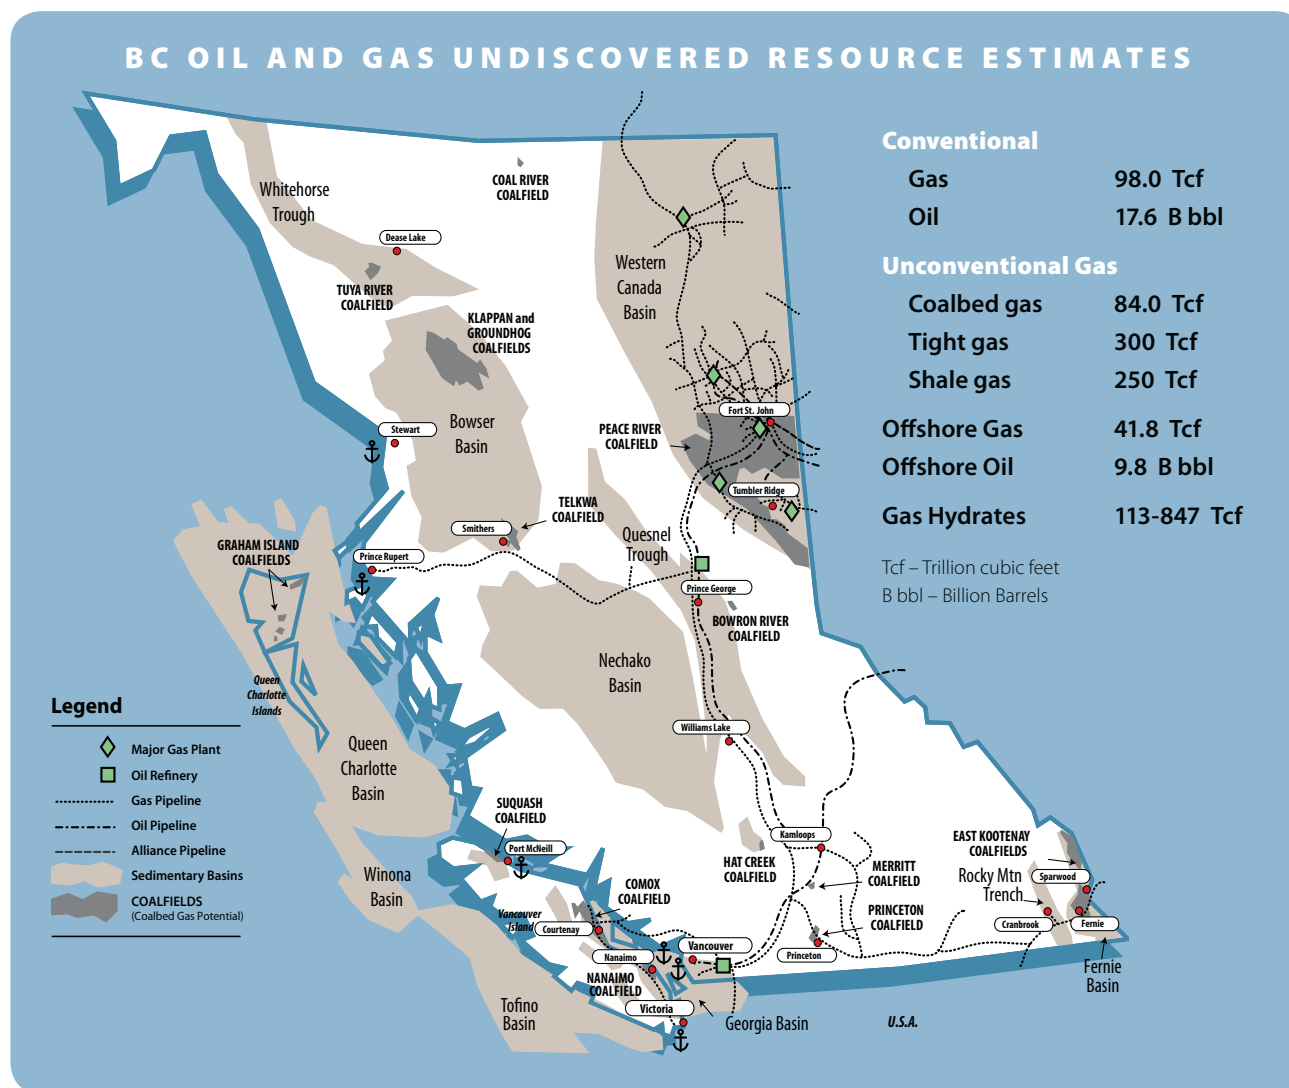 BC OIL AND GAS UNDISCOVERED RESOURCE ESTIMATES
Conventional
Gas 98.0 Tcf
Oil 17.6 B bbl
Unconventional Gas
Coalbed gas 84.0 Tcf
Tight gas 300 Tcf
Shale gas 250 Tcf
Offshore Gas 41.8 Tcf
Offshore Oil 9.8 B bbl
Gas Hydrates 113-847 Tcf
Tcf – Trillion cubic feet
B bbl – Billion Barrels
Whitehorse
Trough
COAL RIVER
COALFIELD
Dease Lake
TUYA RIVER
COALFIELD
Western
Canada
Basin
KLAPPAN and
GROUNDHOG
COALFIELDS
Bowser
Basin
Stewart
Fort St. John
PEACE RIVER
COALFIELD
Tumbler Ridge
TELKWA
COALFIELD
Smithers
Quesnel
Trough
GRAHAM ISLAND
COALFIELDS
Prince Rupert
Prince George
BOWRON RIVER
COALFIELD
Nechako
Basin
Queen
Charlotte
Islands
Williams Lake
Queen
Charlotte
Basin
SUQUASH
COALFIELD
Port McNeill
Kamloops
HAT CREEK
COALFIELD
MERRITT
COALFIELD
EAST KOOTENAY
COALFIELDS
Rocky Mtn
Trench
Sparwood
Winona
Basin
COMOX
COALFIELD
PRINCETON
COALFIELD
Vancouver
Island
Courtenay
Cranbrook
Fernie
Vancouver
Princeton
Nanaimo
NANAIMO
COALFIELD
Fernie
Basin
Tofino
Basin
Victoria
Georgia Basin
U.S.A.
Legend
Major Gas Plant
Oil Refinery
Gas Pipeline
Oil Pipeline
Alliance Pipeline
Sedimentary Basins
COALFIELDS
(Coalbed Gas Potential)